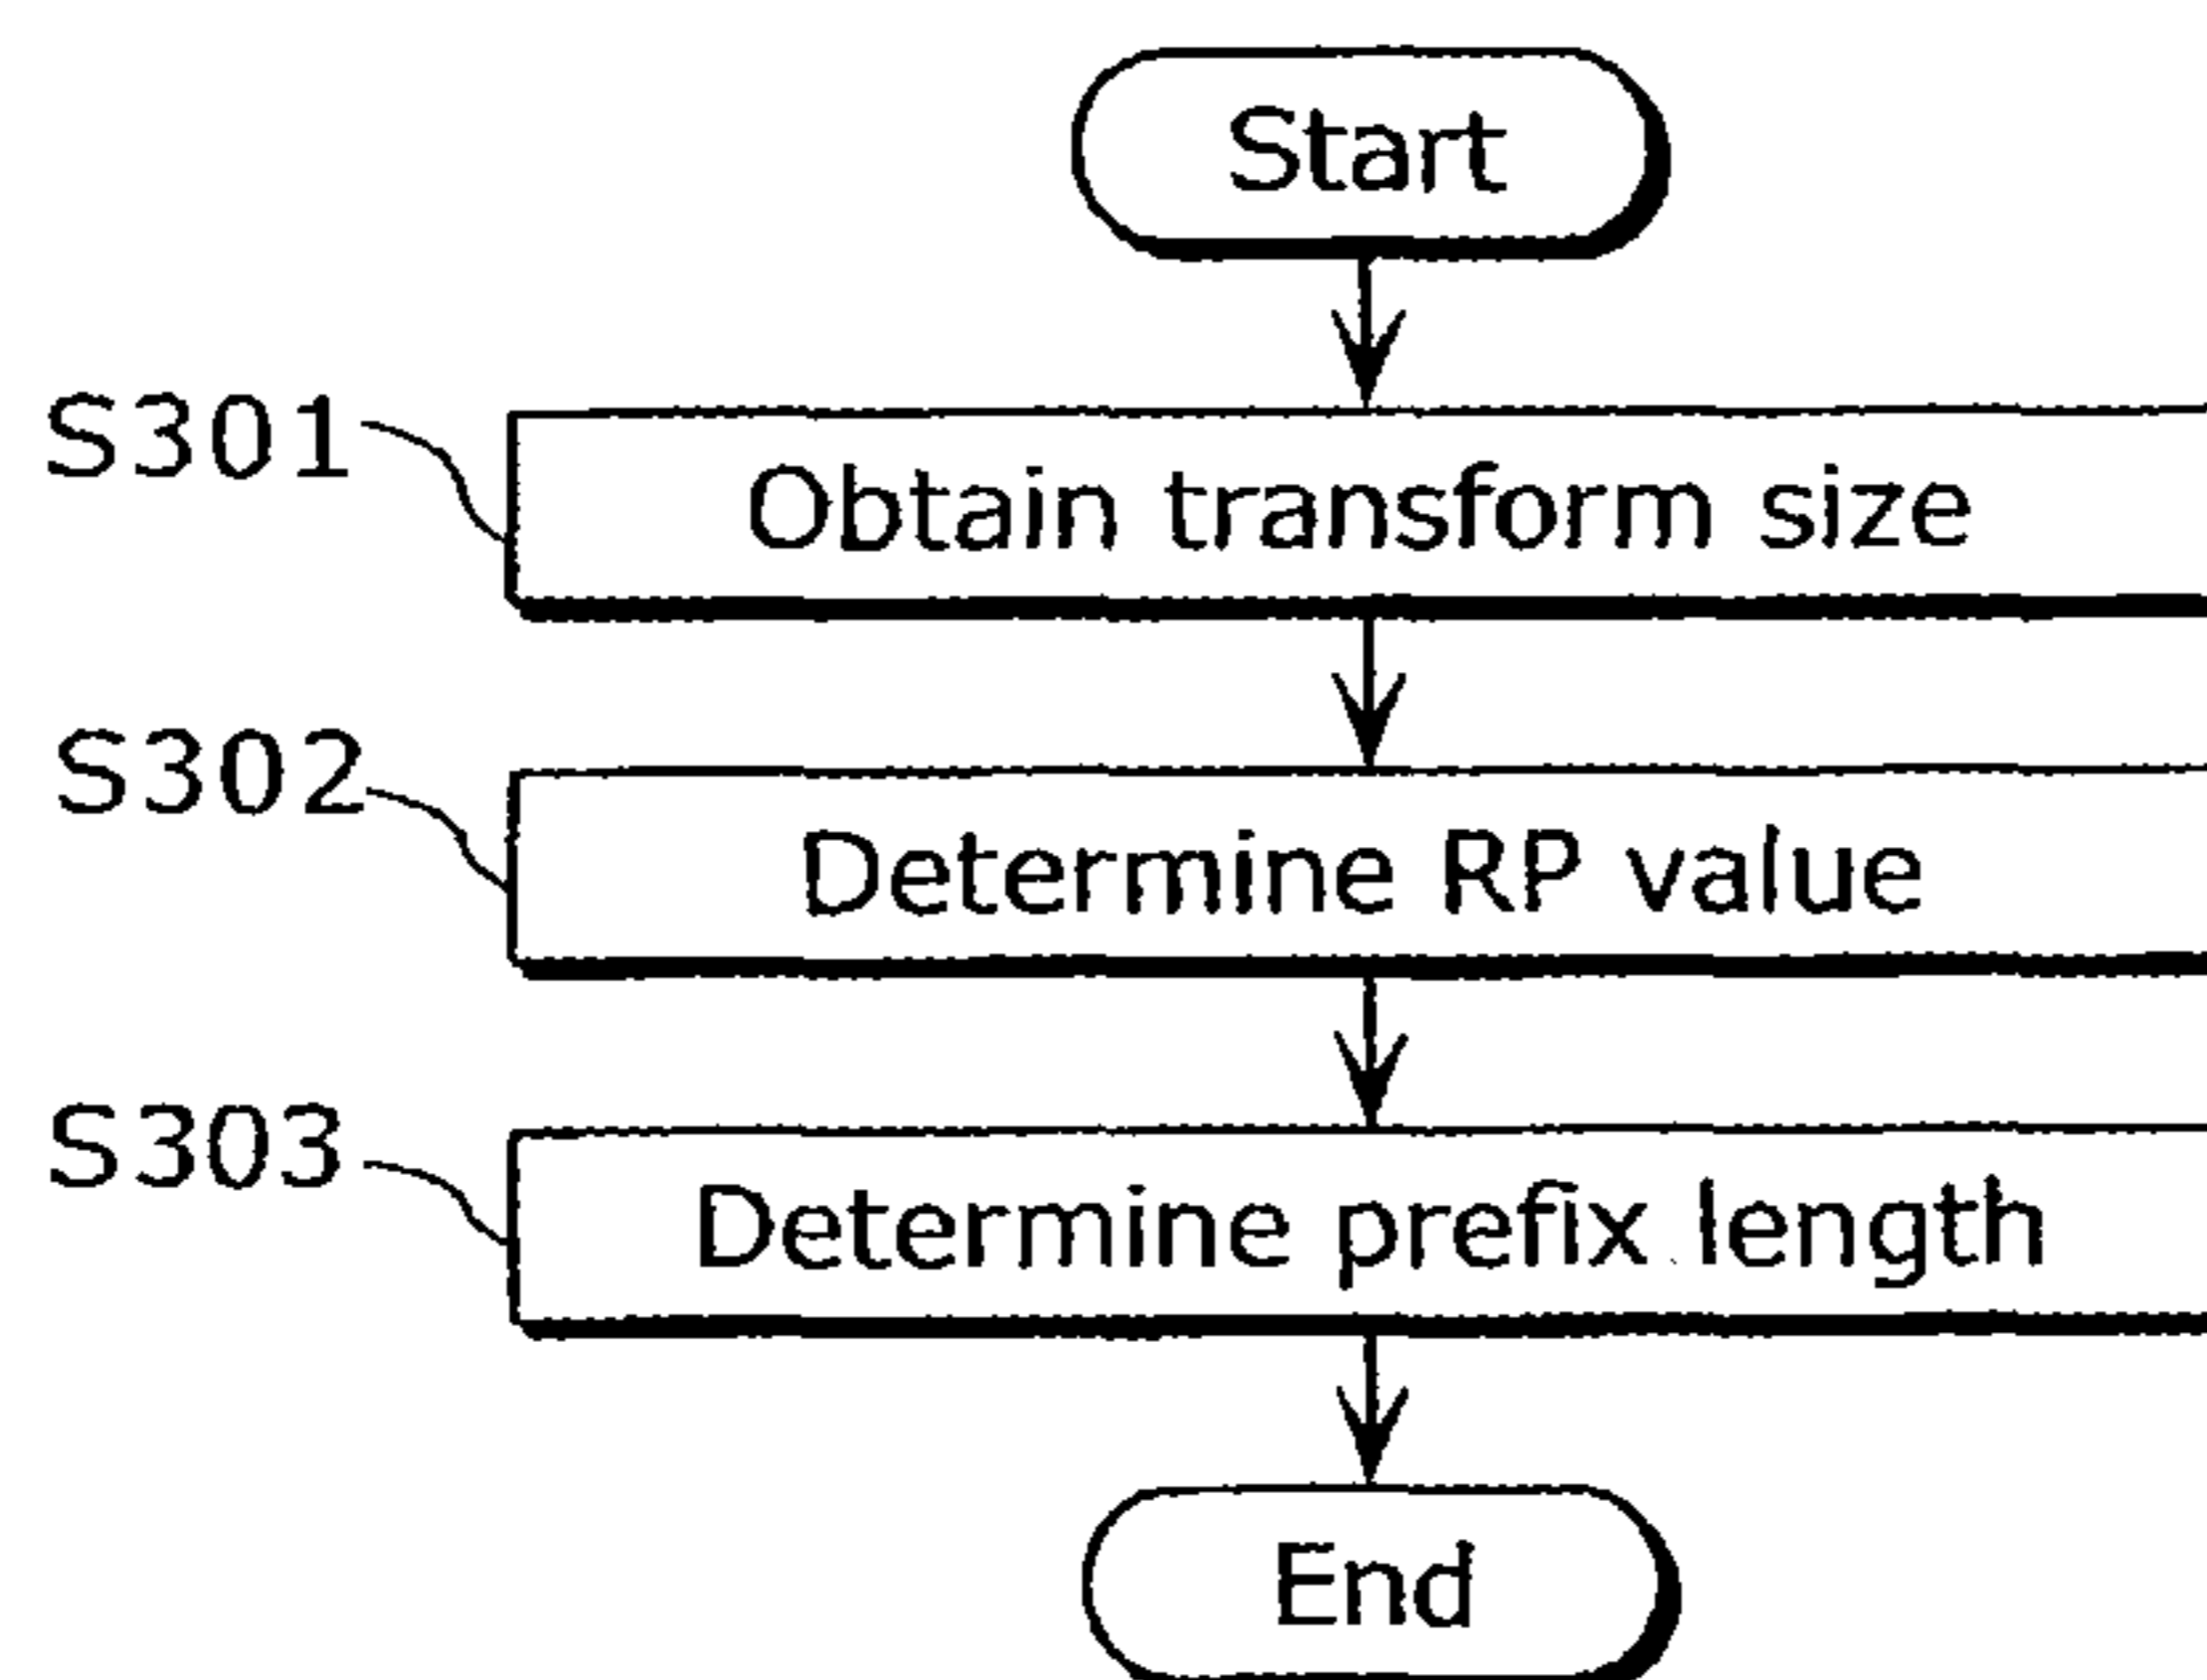 Start
S301
Obtain transform size
S302
Determine RP value
S303
Determine prefix length
End